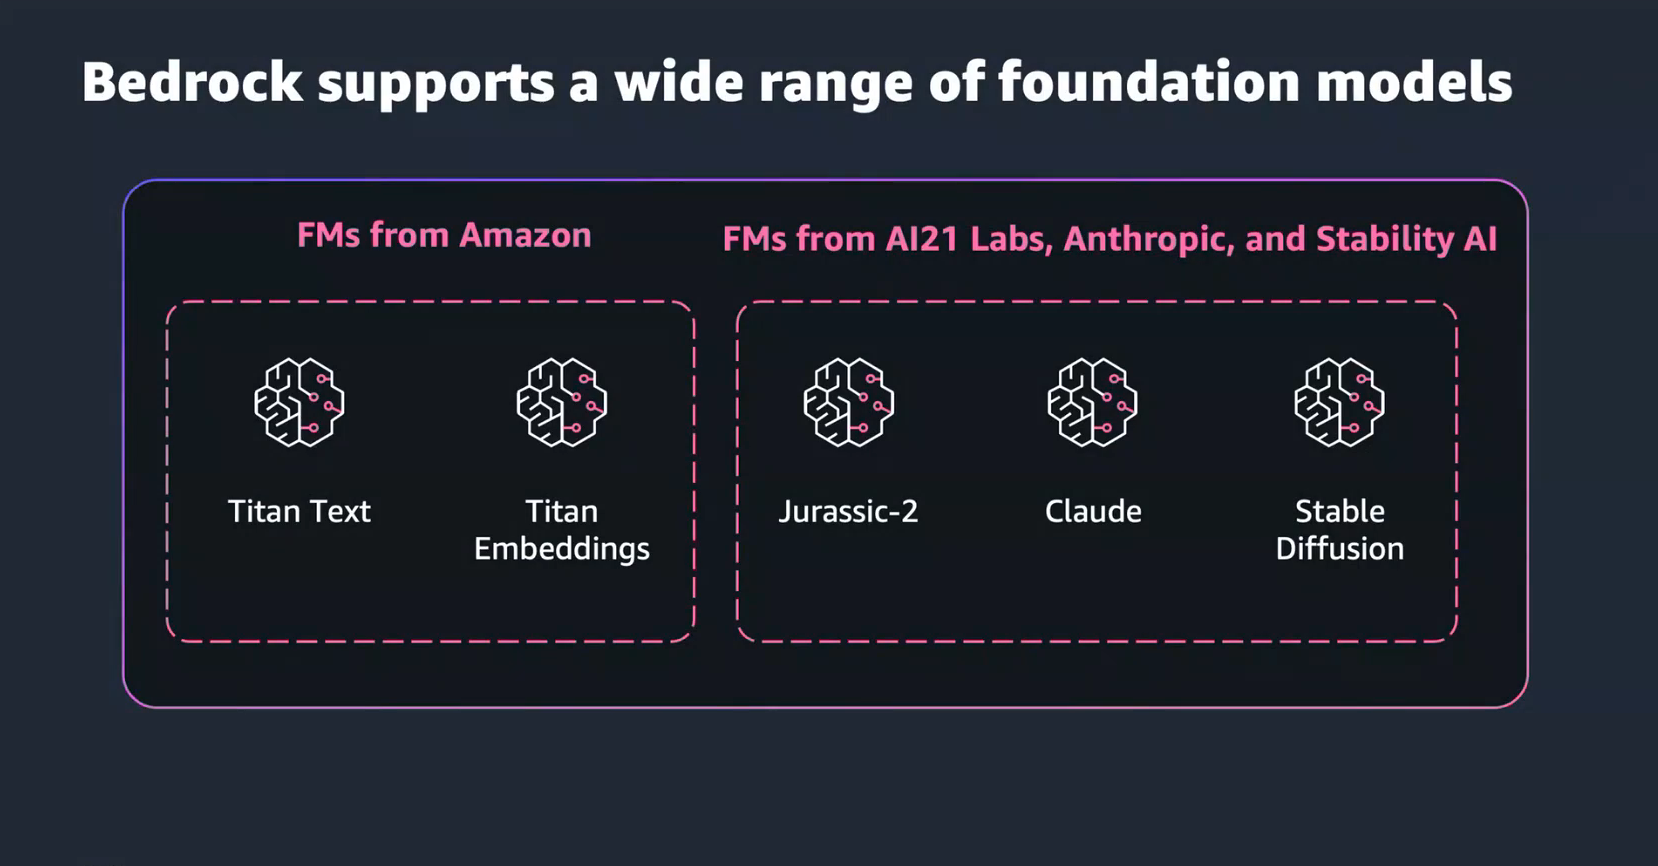 Bedrock supports a wide range of foundation models
FMs from Amazon
Titan Text
Titan
Embeddings
FMs from AI21 Labs, Anthropic, and Stability AI
Jurassic-2
Claude
Stable
Diffusion